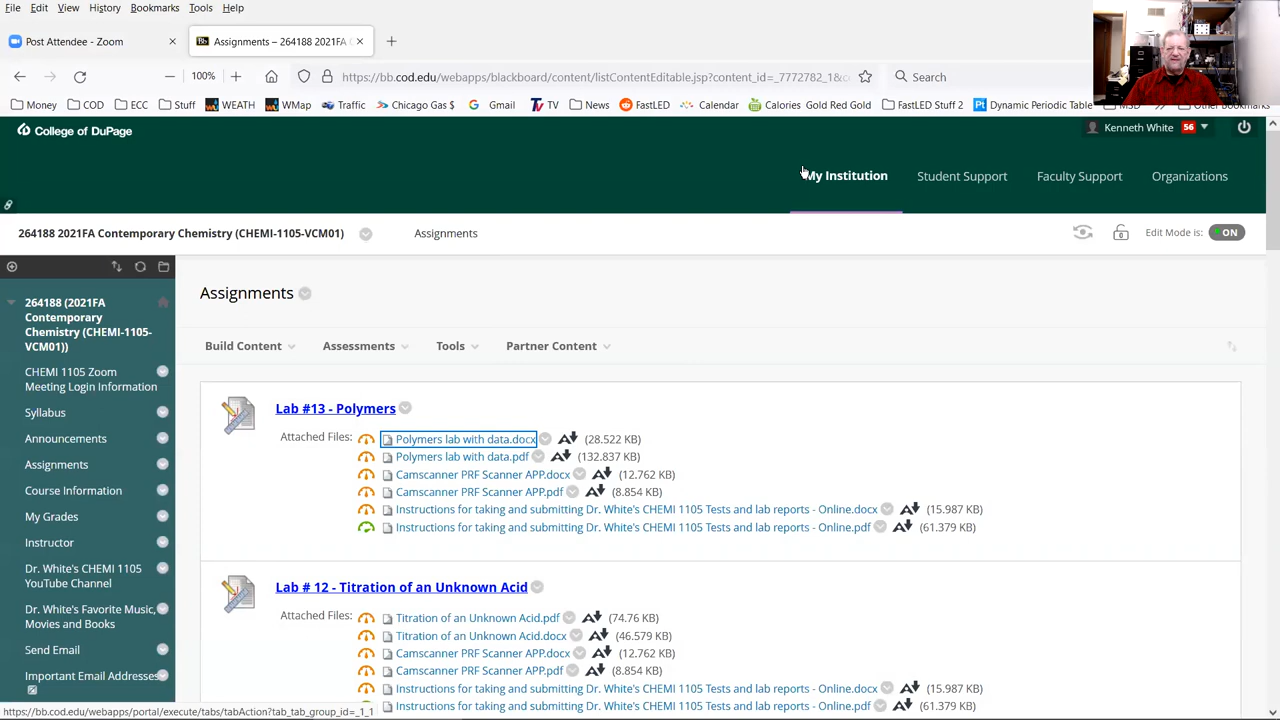 File Edit View History Bookmarks Tools Help
Post Attendee - Zoom
Bb Assignments – 264188 2021FA C
100%
https://bb.cod.edu/webapps/blackboard/content/listContentEditable.jsp?content_id=_7772782_1&c
Search
Money COD ECC Stuff WEATH WMap Traffic Chicago Gas $ Gmail TV News FastLED Calendar Calories Gold Bed Gold FastLED Stuff 2 Pt Dynamic Periodic Table MSD Other Bookmarks
College of DuPage
Kenneth White 56
My Institution Student Support Faculty Support Organizations
264188 2021FA Contemporary Chemistry (CHEMI-1105-VCM01)
Assignments
Edit Mode is: ON
264188 (2021FA
Contemporary
Chemistry (CHEMI-1105-
VCM01))
CHEMI 1105 Zoom
Meeting Login Information
Syllabus
Announcements
Assignments
Course Information
My Grades
Instructor
Dr. White's CHEMI 1105
YouTube Channel
Dr. White's Favorite Music,
Movies and Books
Send Email
Important Email Addresses
Assignments
Build Content Assessments Tools Partner Content
Lab #13 - Polymers
Attached Files: Polymers lab with data.docx (28.522 KB)
Polymers lab with data.pdf (132.837 KB)
Camscanner PRF Scanner APP.docx (12.762 KB)
Camscanner PRF Scanner APP.pdf (8.854 KB)
Instructions for taking and submitting Dr. White's CHEMI 1105 Tests and lab reports - Online.docx (15.987 KB)
Instructions for taking and submitting Dr. White's CHEMI 1105 Tests and lab reports - Online.pdf (61.379 KB)
Lab # 12 - Titration of an Unknown Acid
Attached Files: Titration of an Unknown Acid.pdf (74.76 KB)
Titration of an Unknown Acid.docx (46.579 KB)
Camscanner PRF Scanner APP.docx (12.762 KB)
Camscanner PRF Scanner APP.pdf (8.854 KB)
Instructions for taking and submitting Dr. White's CHEMI 1105 Tests and lab reports - Online.docx (15.987 KB)
Instructions for taking and submitting Dr. White's CHEMI 1105 Tests and lab reports - Online.pdf (61.379 KB)
https://bb.cod.edu/webapps/portal/execute/tabs/tabAction?tab_tab_group_id=_1_1